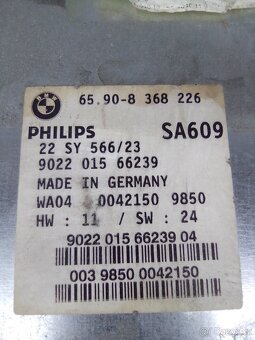 BMW
65.90-8 368 226
PHILIPS SA609
22 SY 566/23
9022 015 66239
MADE IN GERMANY
WA04 0042150 9850
HW : 11 / SW : 24
9022 015 66239 04
003 9850 0042150